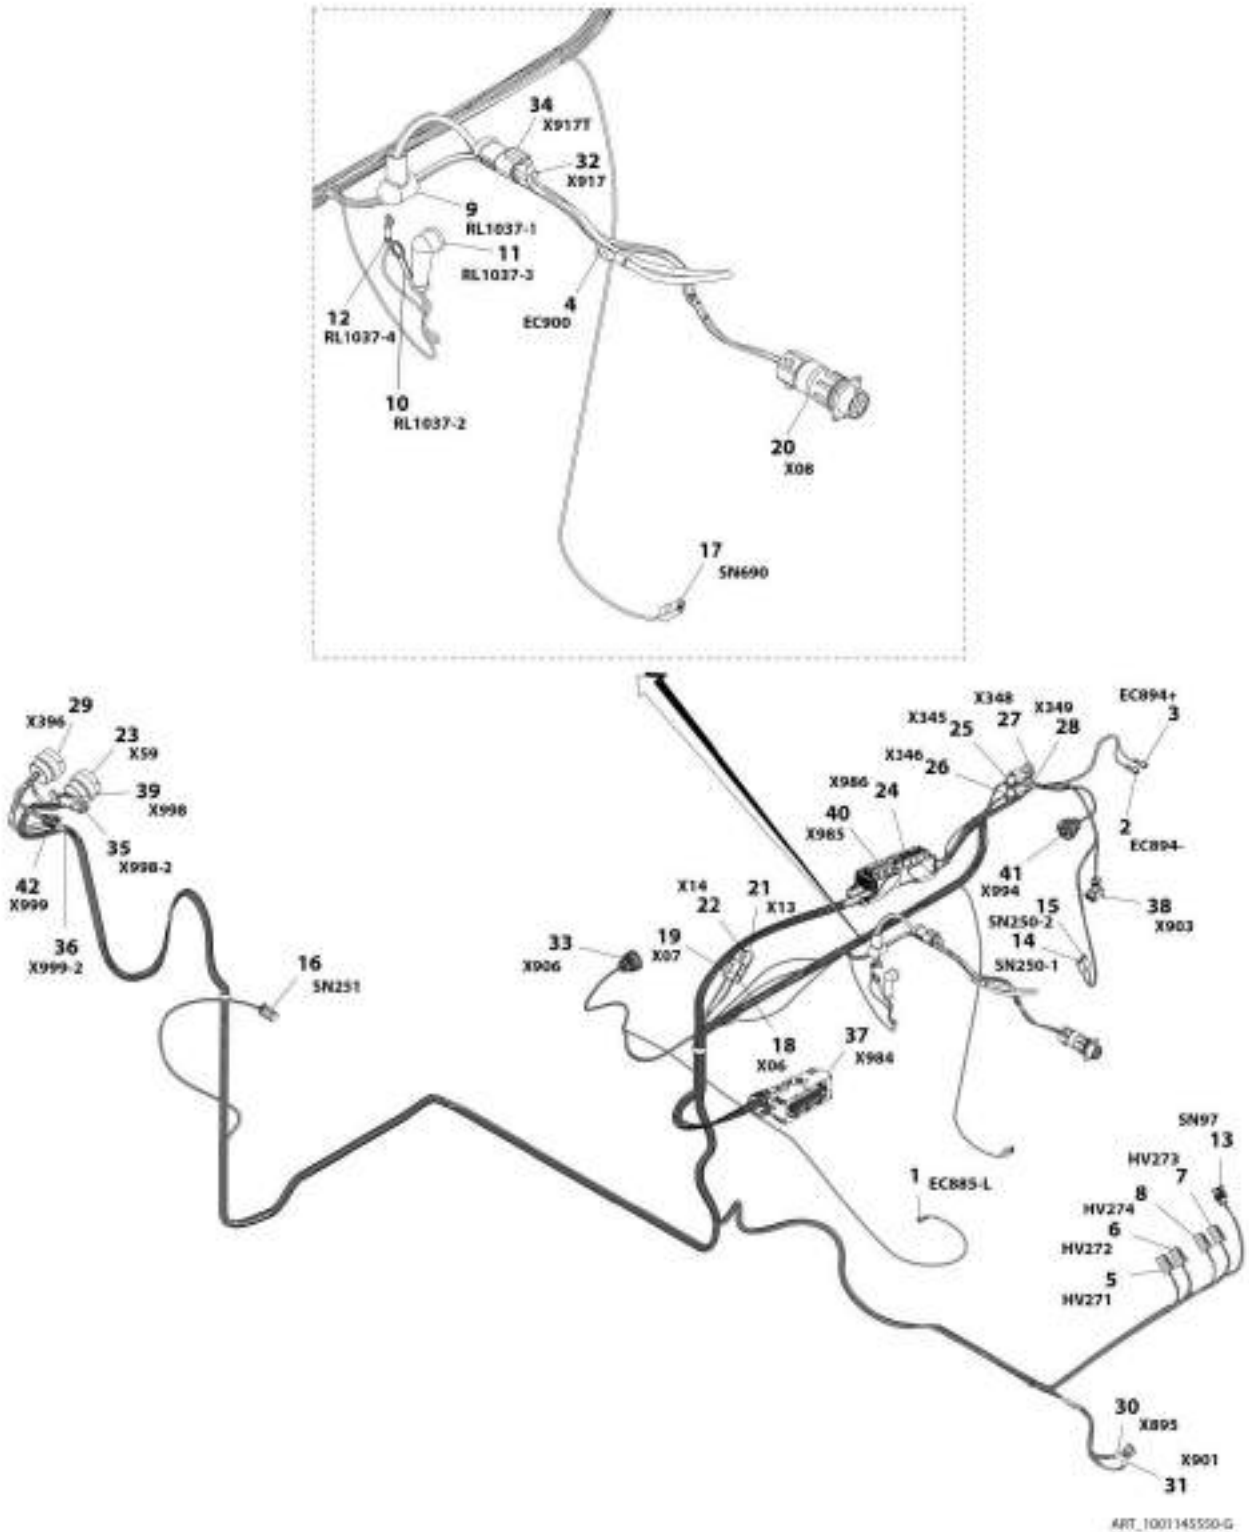 34
X917T
32
X917
9
RL1037-1
11
RL1037-3
4
EC900
12
RL1037-4
10
RL1037-2
20
X08
17
SN690
29
X396
23
X59
39
X998
35
X998-2
42
X999
36
X999-2
16
SN251
X348
27
X349
28
X345
25
X346
26
EC894+
3
X986
24
40
X985
2
EC894-
41
X994
38
X903
15
SN250-2
14
SN250-1
X14
22
21
X13
19
X07
33
X906
18
X06
37
X984
1
EC885-L
SN97
13
HV273
7
8
HV274
6
HV272
5
HV271
30
X895
X901
31
ART_1001145550-G